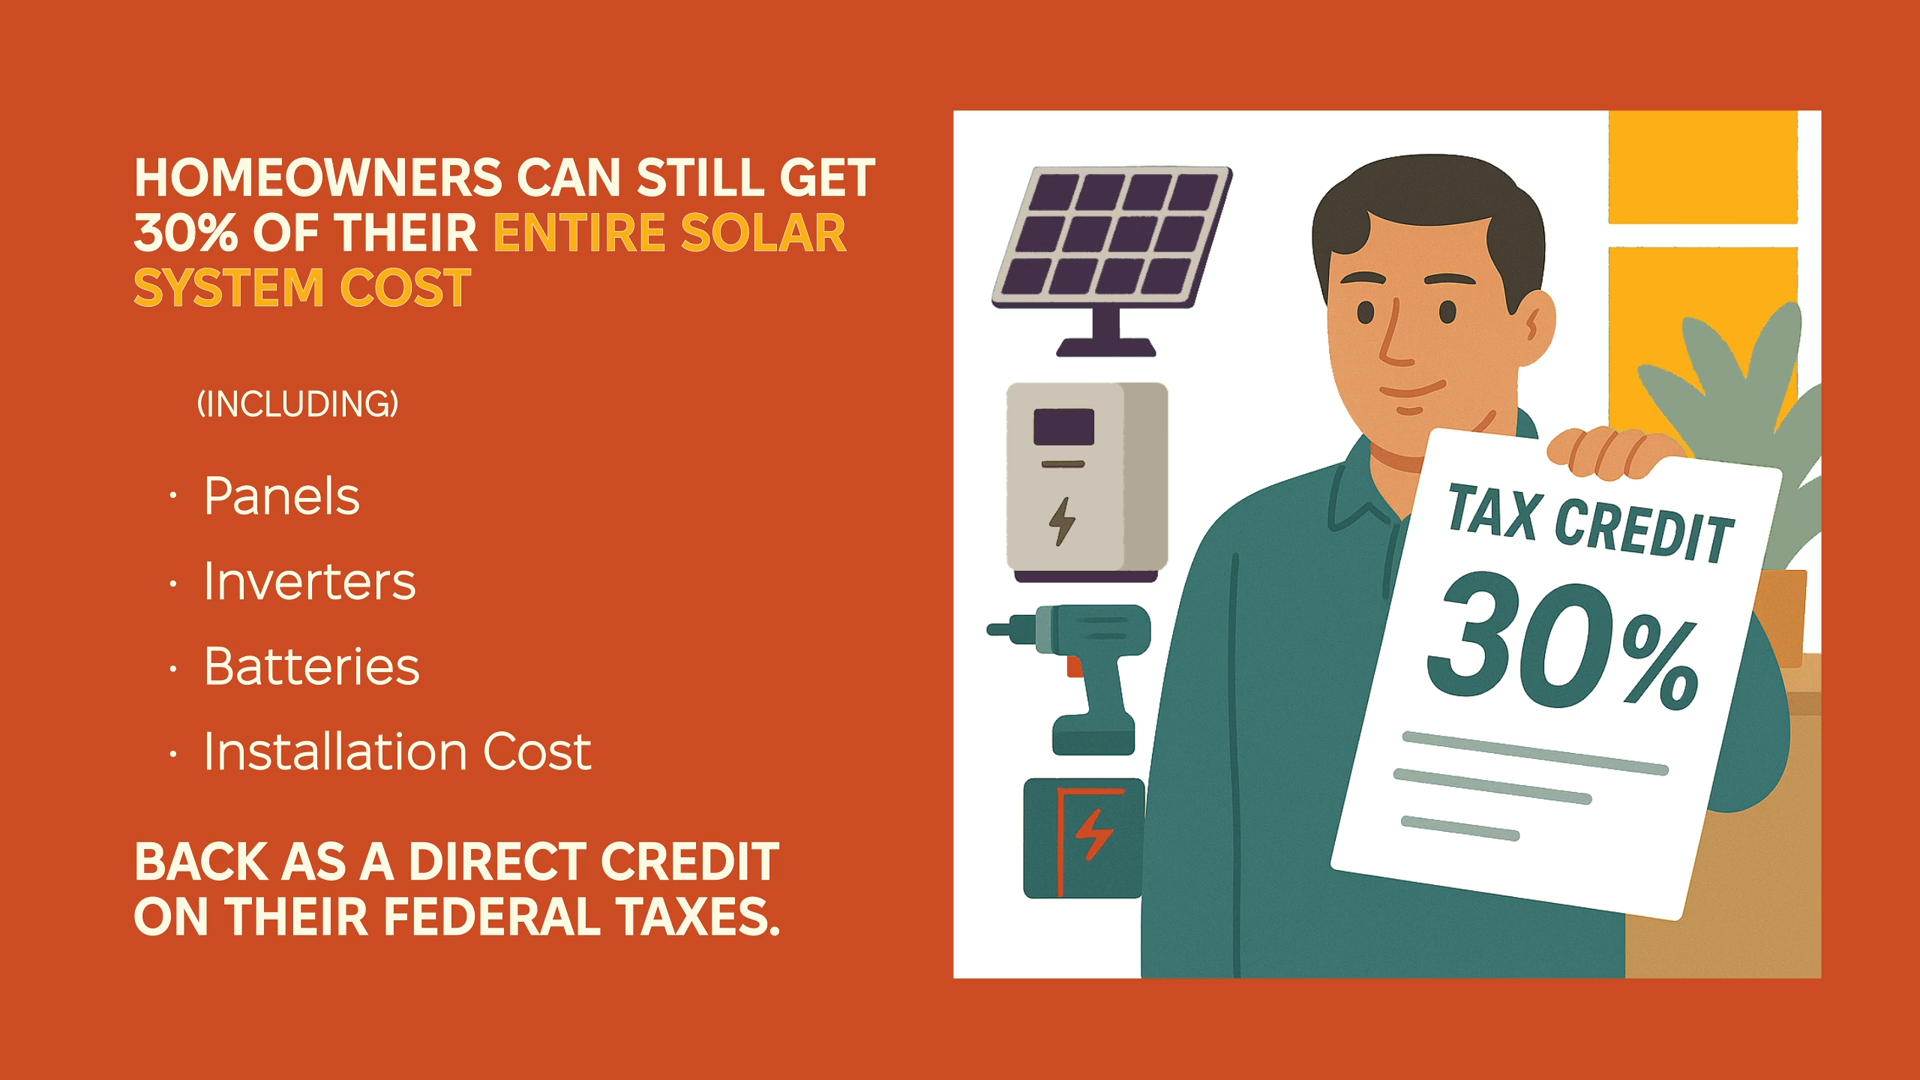 HOMEOWNERS CAN STILL GET
30% OF THEIR ENTIRE SOLAR
SYSTEM COST
(INCLUDING)
· Panels
· Inverters
· Batteries
· Installation Cost
BACK AS A DIRECT CREDIT
ON THEIR FEDERAL TAXES.
TAX CREDIT
30%